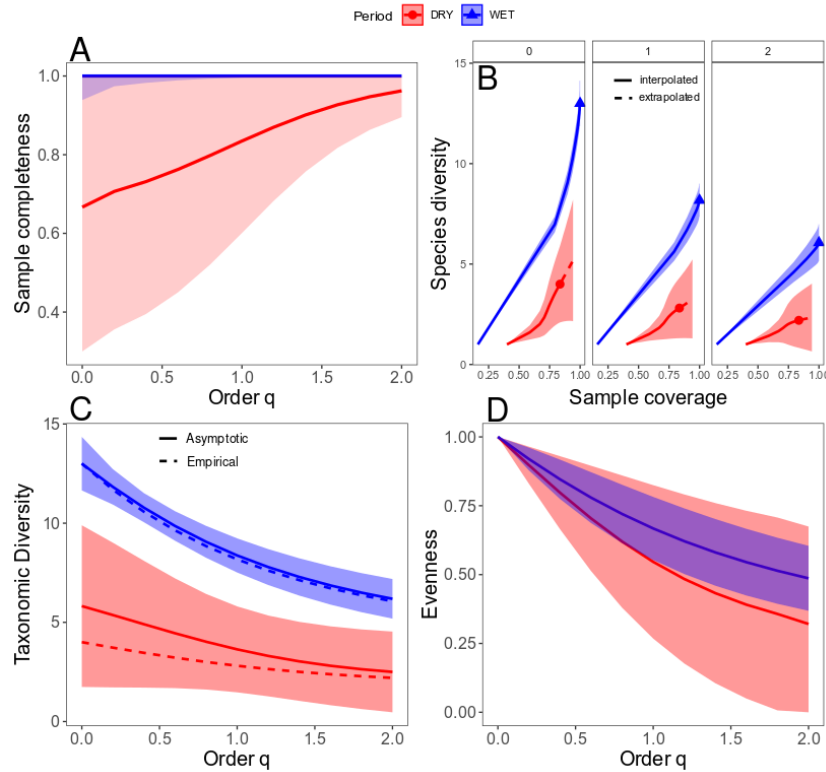 Period DRY WET
A
Sample completeness
1.0
0.8
0.6
0.4
0.0 0.5 1.0 1.5 2.0
Order q
B
0 1 2
interpolated
extrapolated
Species diversity
15
10
5
0
0.25 0.50 0.75 1.00 0.25 0.50 0.75 1.00 0.25 0.50 0.75 1.00
Sample coverage
C
Asymptotic
Empirical
Taxonomic Diversity
15
10
5
0
0.0 0.5 1.0 1.5 2.0
Order q
D
Evenness
1.00
0.75
0.50
0.25
0.00
0.0 0.5 1.0 1.5 2.0
Order q